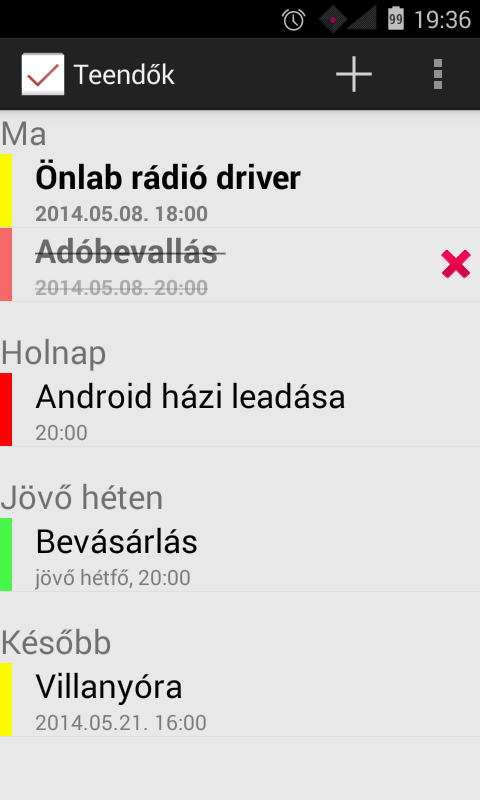 99 19:36
Teendők
Ma
Önlab rádió driver
2014.05.08. 18:00
Adóbevallás
2014.05.08. 20:00
Holnap
Android házi leadása
20:00
Jövő héten
Bevásárlás
jövő hétfő, 20:00
Később
Villanyóra
2014.05.21. 16:00